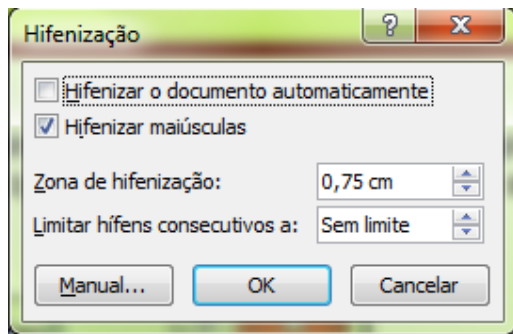 Hifenização
Hifenizar o documento automaticamente
Hifenizar maiúsculas
Zona de hifenização: 0,75 cm
Limitar hífens consecutivos a: Sem limite
Manual... OK Cancelar